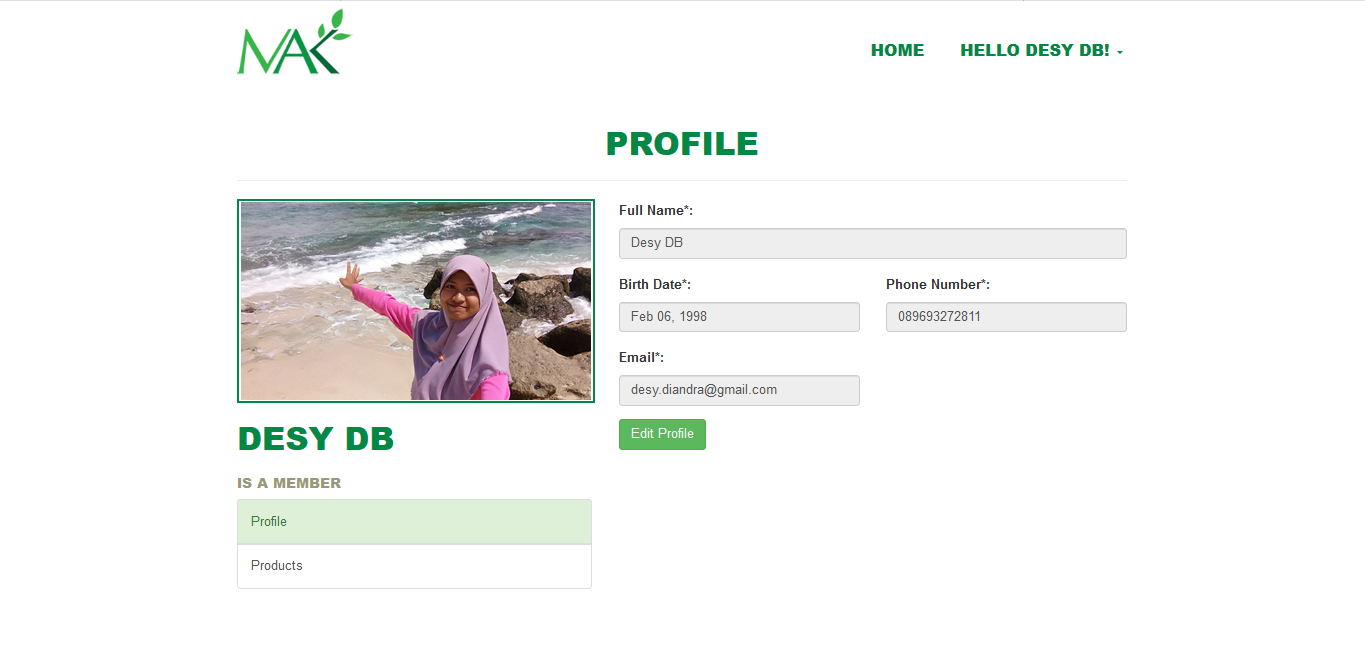 MAK
HOME
HELLO DESY DB!
PROFILE
Full Name*:
Desy DB
Birth Date*:
Phone Number*:
Feb 06, 1998
089693272811
Email*:
desy.diandra@gmail.com
Edit Profile
DESY DB
IS A MEMBER
Profile
Products